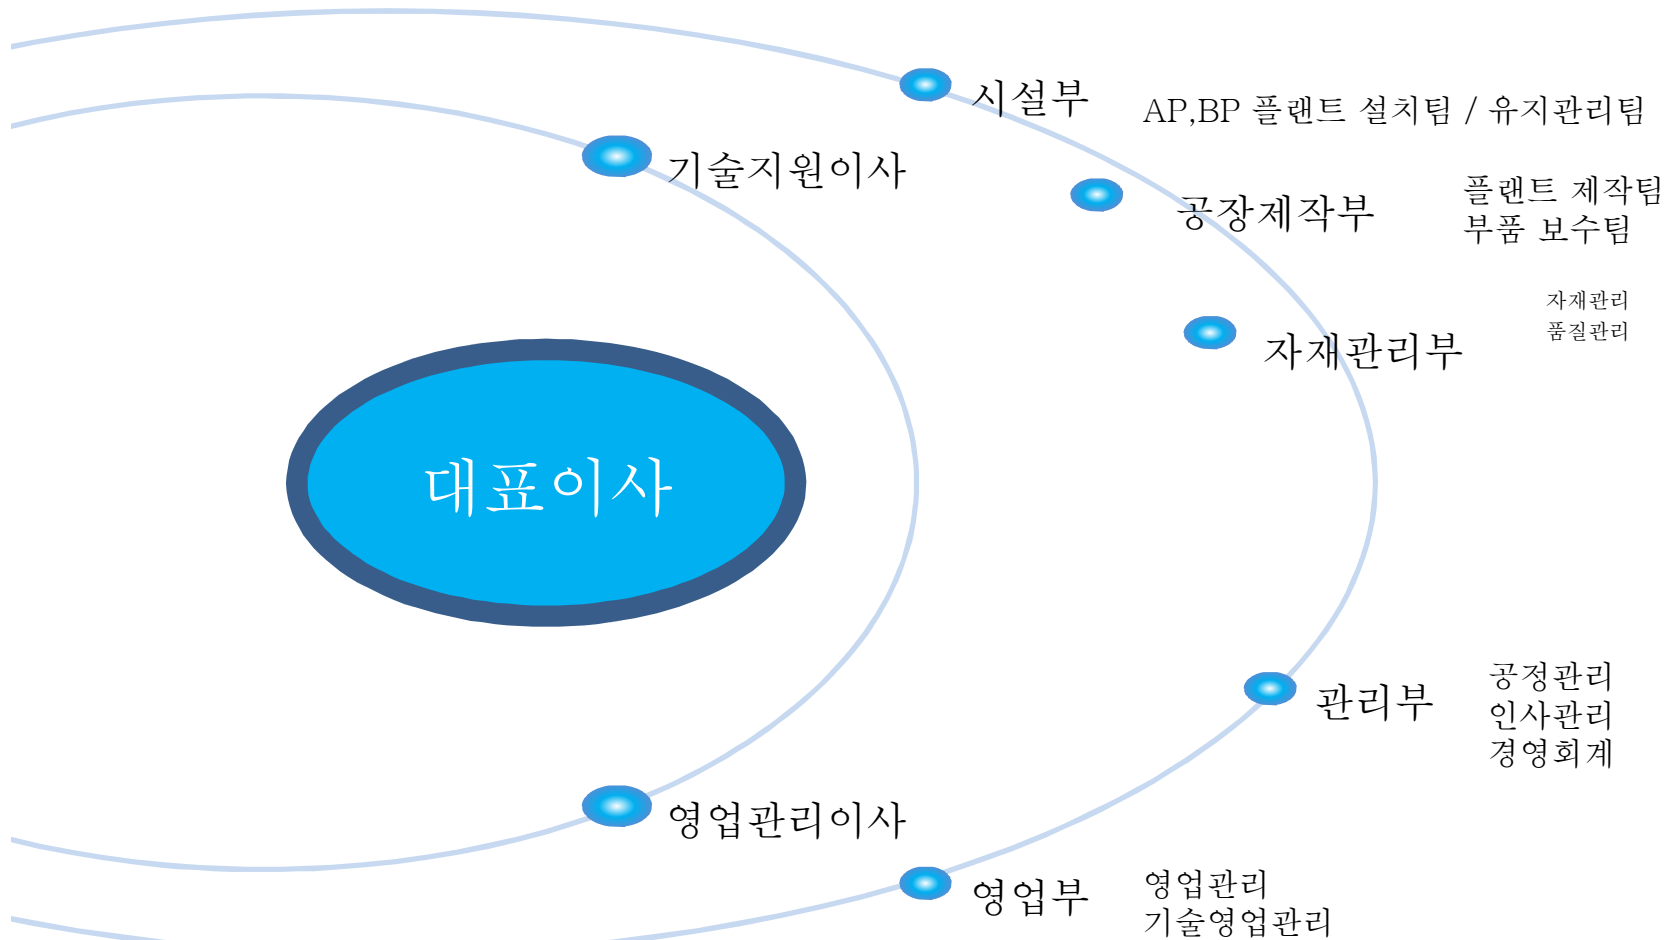 시설부
AP,BP 플랜트 설치팀 / 유지관리팀
기술지원이사
공장제작부
플랜트 제작팀
부품 보수팀
자재관리부
자재관리
품질관리
대표이사
관리부
공정관리
인사관리
경영회계
영업관리이사
영업부
영업관리
기술영업관리